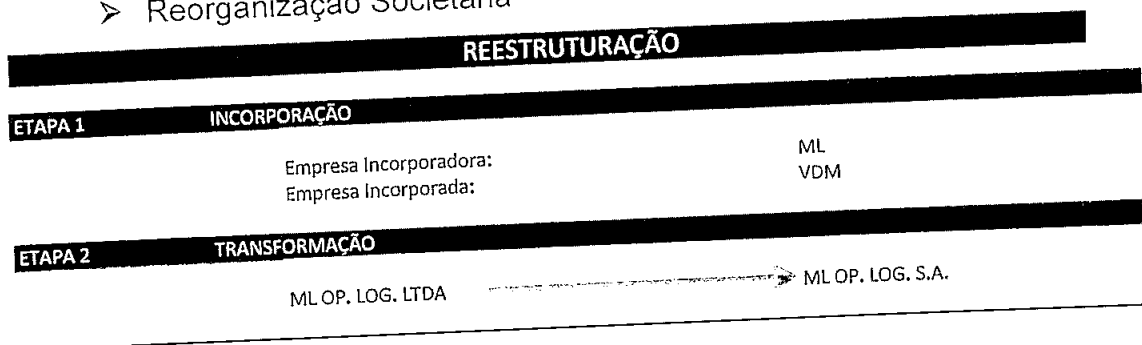 ➢ Reorganização Societária
REESTRUTURAÇÃO
ETAPA 1 INCORPORAÇÃO
Empresa Incorporadora: ML
Empresa Incorporada: VDM
ETAPA 2 TRANSFORMAÇÃO
ML OP. LOG. LTDA ML OP. LOG. S.A.